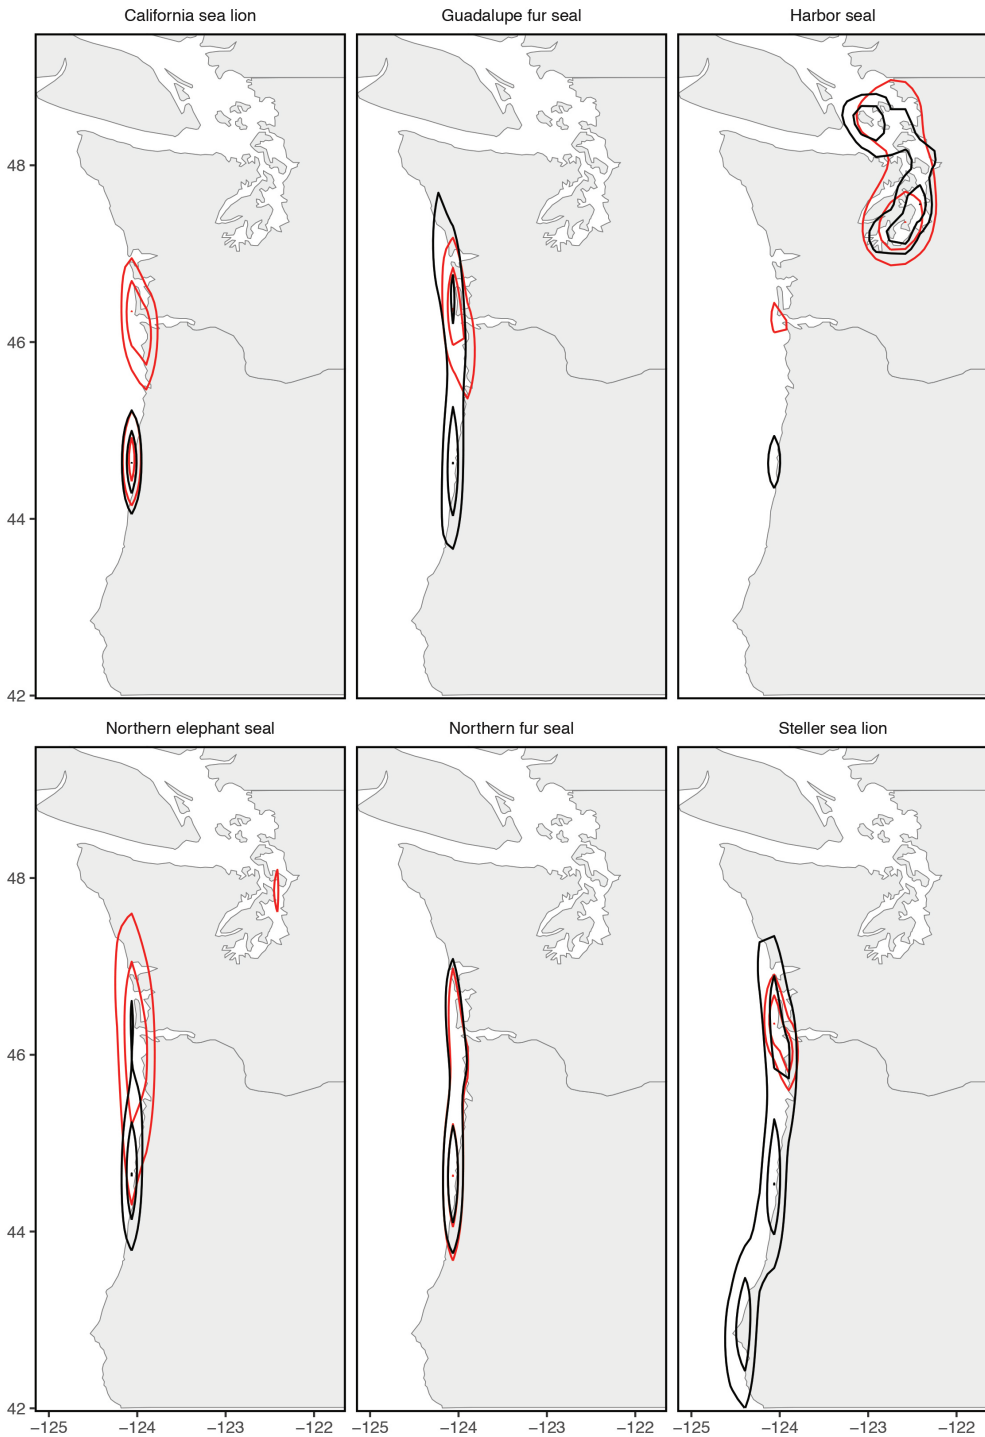 California sea lion
Guadalupe fur seal
Harbor seal
48
46
44
42
Northern elephant seal
Northern fur seal
Steller sea lion
48
46
44
42
−125 −124 −123 −122
−125 −124 −123 −122
−125 −124 −123 −122